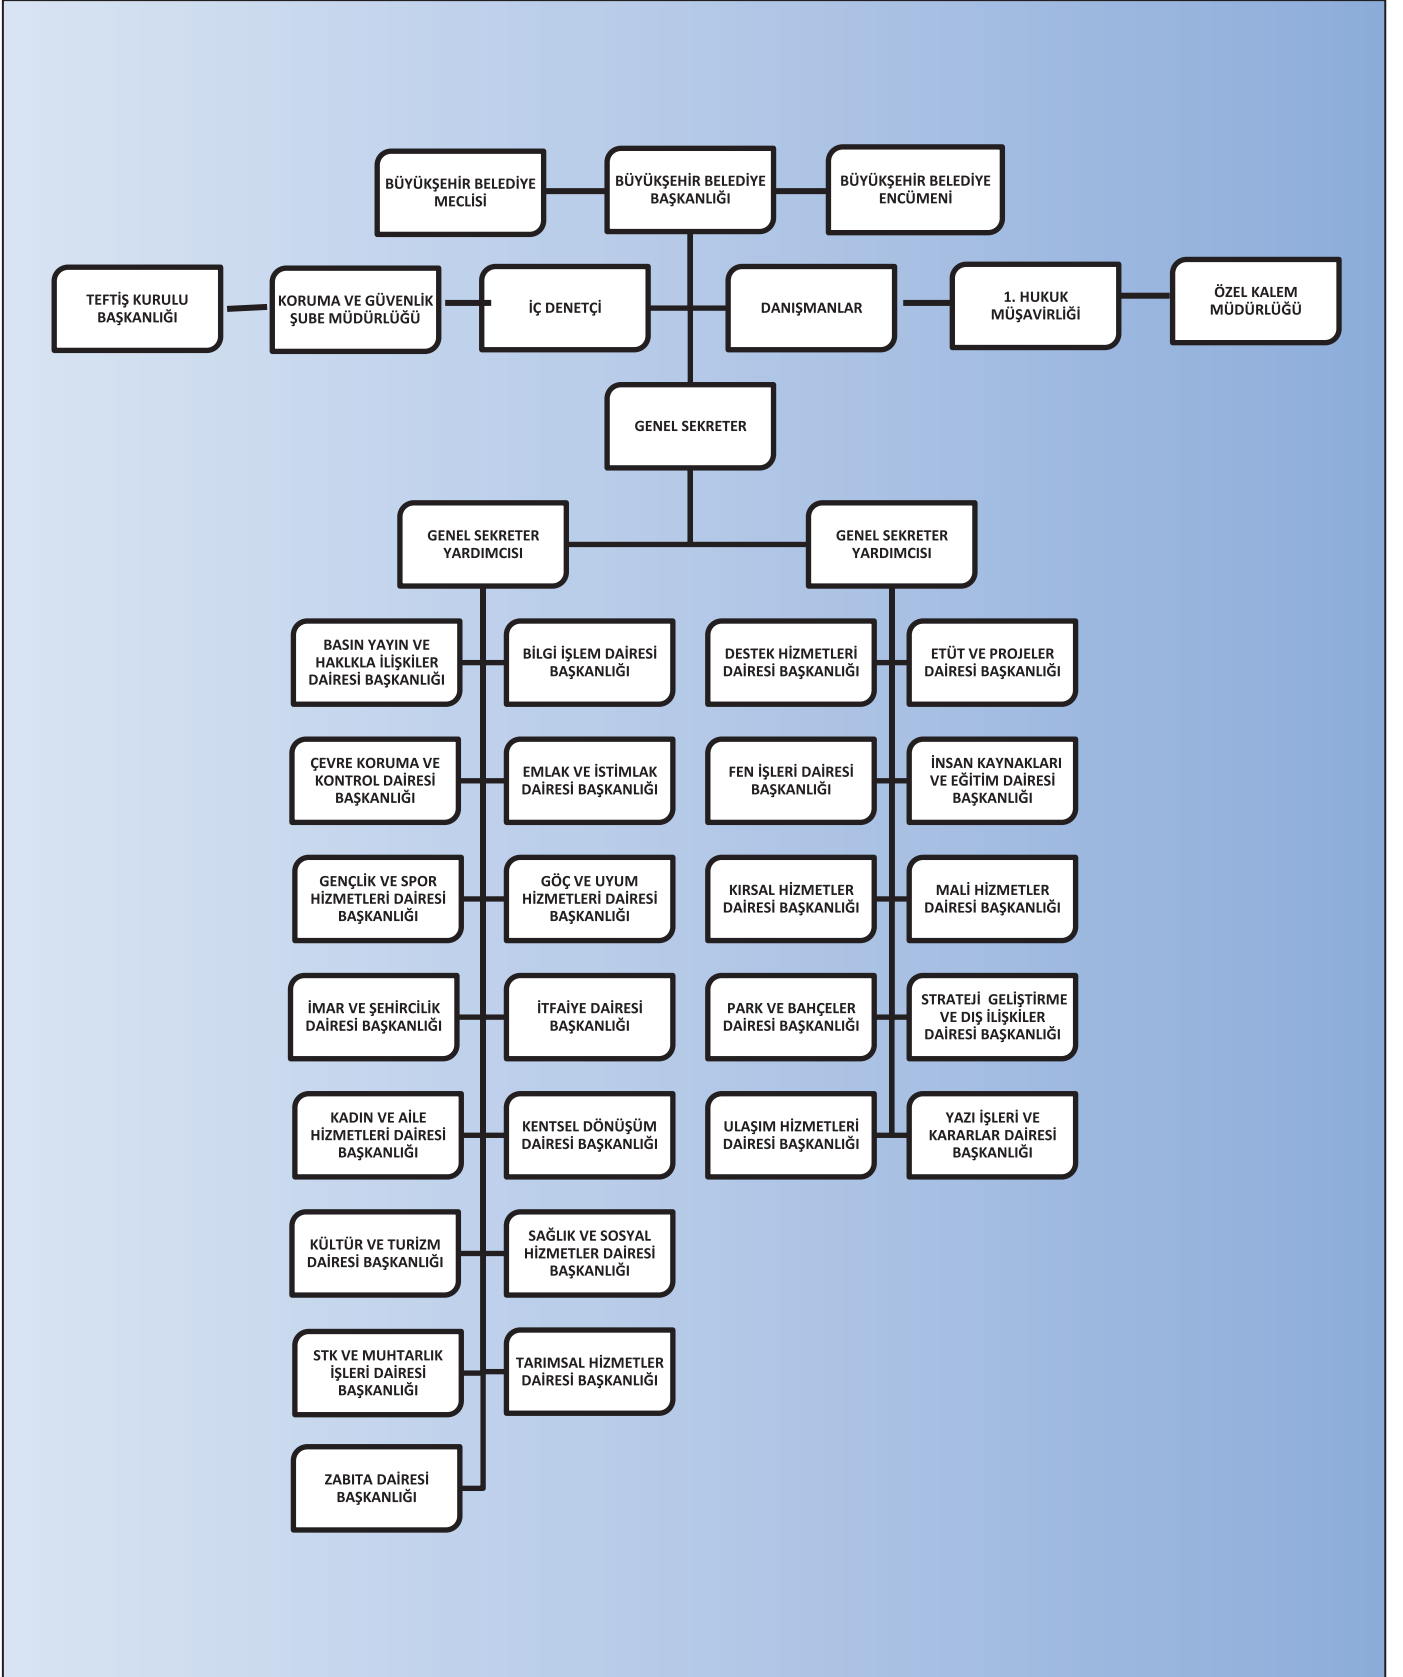 BÜYÜKŞEHİR BELEDİYE
MECLİSİ
BÜYÜKŞEHİR BELEDİYE
BAŞKANLIĞI
BÜYÜKŞEHİR BELEDİYE
ENCÜMENİ
TEFTİŞ KURULU
BAŞKANLIĞI
KORUMA VE GÜVENLİK
ŞUBE MÜDÜRLÜĞÜ
İÇ DENETÇİ
DANIŞMANLAR
1. HUKUK
MÜŞAVİRLİĞİ
ÖZEL KALEM
MÜDÜRLÜĞÜ
GENEL SEKRETER
GENEL SEKRETER
YARDIMCISI
GENEL SEKRETER
YARDIMCISI
BASIN YAYIN VE
HAKLKLA İLİŞKİLER
DAİRESİ BAŞKANLIĞI
BİLGİ İŞLEM DAİRESİ
BAŞKANLIĞI
DESTEK HİZMETLERİ
DAİRESİ BAŞKANLIĞI
ETÜT VE PROJELER
DAİRESİ BAŞKANLIĞI
ÇEVRE KORUMA VE
KONTROL DAİRESİ
BAŞKANLIĞI
EMLAK VE İSTİMLAK
DAİRESİ BAŞKANLIĞI
FEN İŞLERİ DAİRESİ
BAŞKANLIĞI
İNSAN KAYNAKLARI
VE EĞİTİM DAİRESİ
BAŞKANLIĞI
GENÇLİK VE SPOR
HİZMETLERİ DAİRESİ
BAŞKANLIĞI
GÖÇ VE UYUM
HİZMETLERİ DAİRESİ
BAŞKANLIĞI
KIRSAL HİZMETLER
DAİRESİ BAŞKANLIĞI
MALİ HİZMETLER
DAİRESİ BAŞKANLIĞI
İMAR VE ŞEHİRCİLİK
DAİRESİ BAŞKANLIĞI
İTFAİYE DAİRESİ
BAŞKANLIĞI
PARK VE BAHÇELER
DAİRESİ BAŞKANLIĞI
STRATEJİ GELİŞTİRME
VE DIŞ İLİŞKİLER
DAİRESİ BAŞKANLIĞI
KADIN VE AİLE
HİZMETLERİ DAİRESİ
BAŞKANLIĞI
KENTSEL DÖNÜŞÜM
DAİRESİ BAŞKANLIĞI
ULAŞIM HİZMETLERİ
DAİRESİ BAŞKANLIĞI
YAZI İŞLERİ VE
KARARLAR DAİRESİ
BAŞKANLIĞI
KÜLTÜR VE TURİZM
DAİRESİ BAŞKANLIĞI
SAĞLIK VE SOSYAL
HİZMETLER DAİRESİ
BAŞKANLIĞI
STK VE MUHTARLIK
İŞLERİ DAİRESİ
BAŞKANLIĞI
TARIMSAL HİZMETLER
DAİRESİ BAŞKANLIĞI
ZABITA DAİRESİ
BAŞKANLIĞI